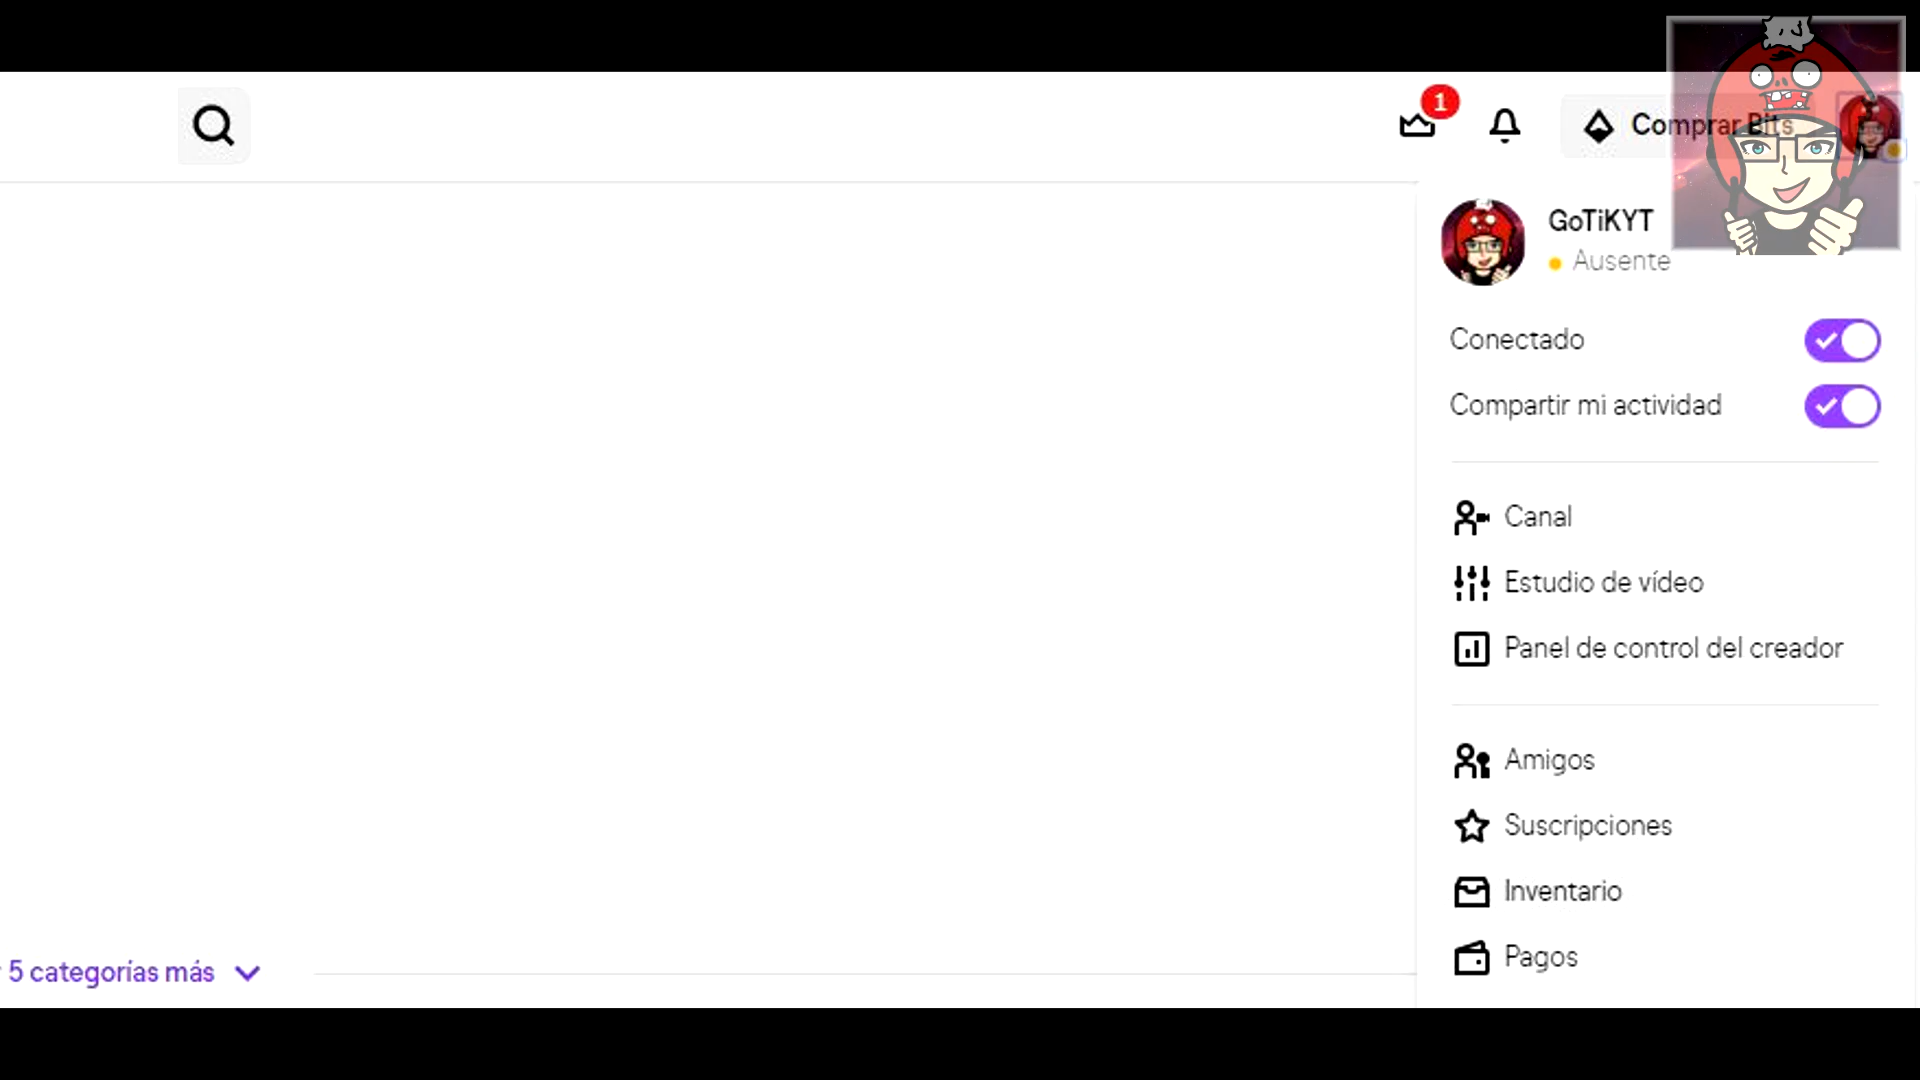 1
Comprar Bits
GoTiKYT
Ausente
Conectado
Compartir mi actividad
Canal
Estudio de vídeo
Panel de control del creador
Amigos
Suscripciones
Inventario
Pagos
5 categorías más